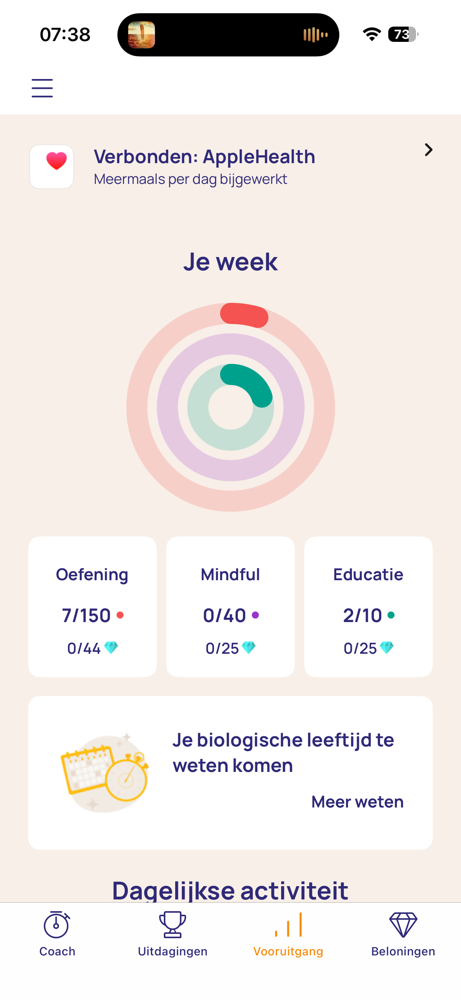 07:38
73
Verbonden: AppleHealth
Meermaals per dag bijgewerkt
Je week
Oefening
7/150
0/44
Mindful
0/40
0/25
Educatie
2/10
0/25
Je biologische leeftijd te
weten komen
Meer weten
Dagelijkse activiteit
Coach
Uitdagingen
Vooruitgang
Beloningen